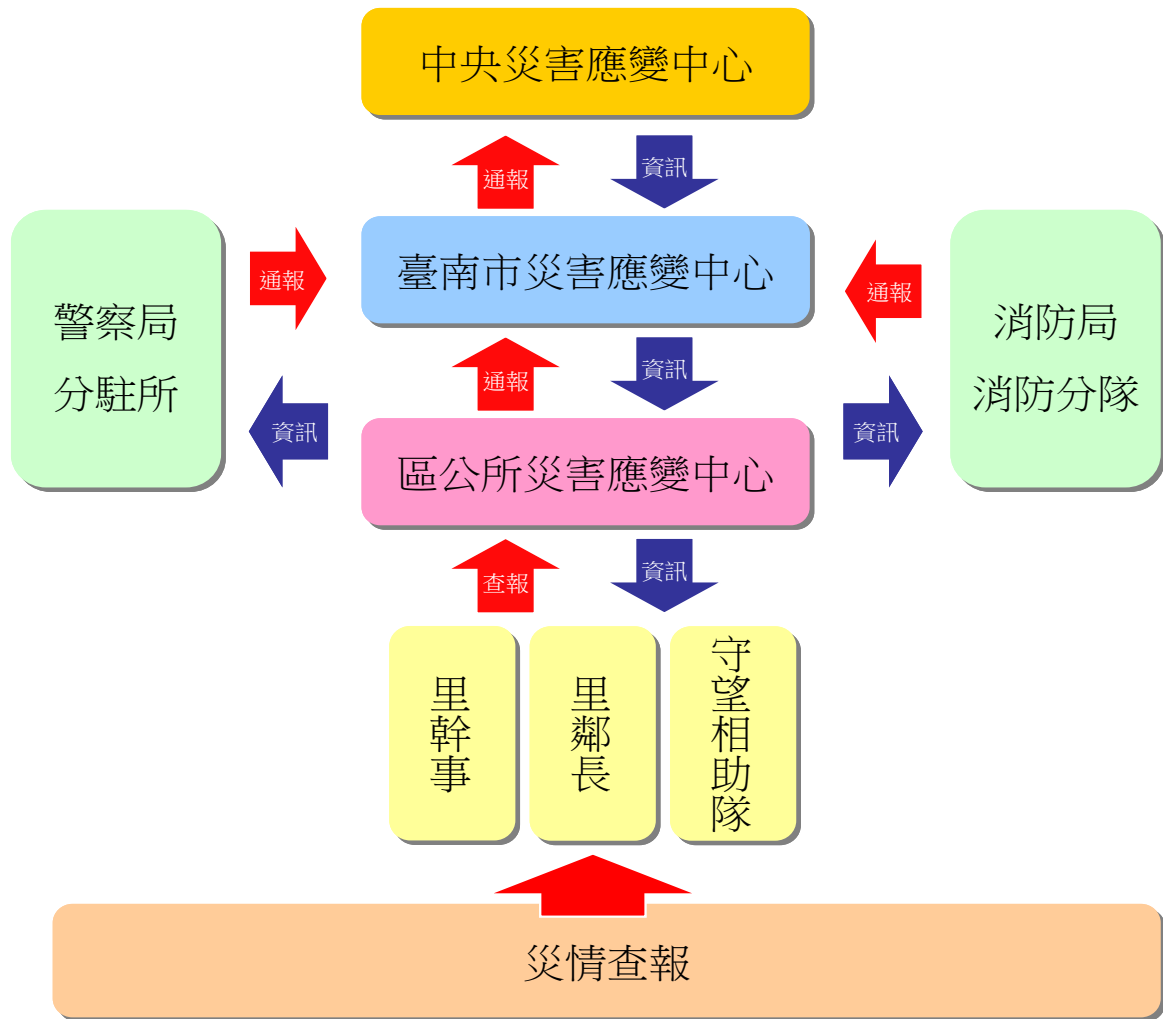 中央災害應變中心
通報
資訊
臺南市災害應變中心
通報
通報
警察局
分駐所
消防局
消防分隊
通報
資訊
資訊
資訊
區公所災害應變中心
查報
資訊
里幹事
里鄰長
守望相助隊
災情查報